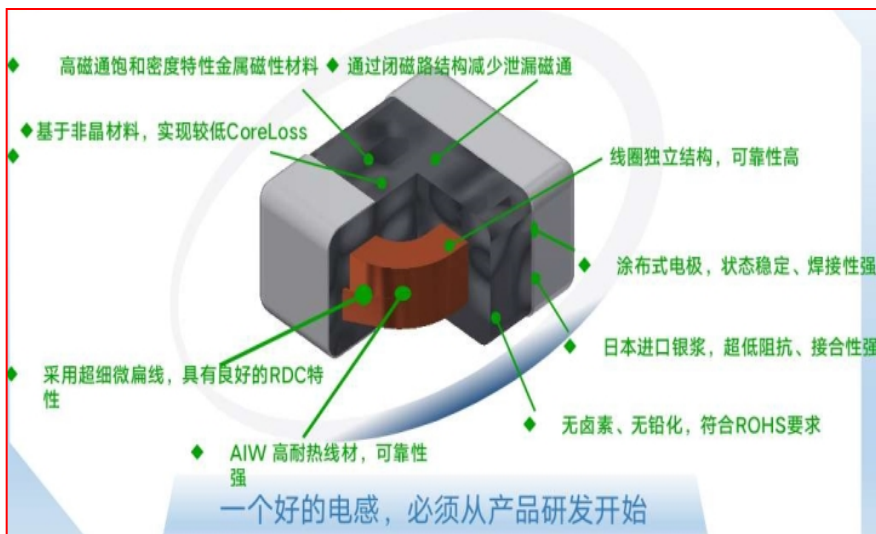 ◆ 高磁通饱和密度特性金属磁性材料 ◆ 通过闭磁路结构减少泄漏磁通
◆基于非晶材料，实现较低CoreLoss
◆
线圈独立结构，可靠性高
◆ 涂布式电极，状态稳定、焊接性强
◆ 日本进口银浆，超低阻抗、接合性强
◆ 采用超细微扁线，具有良好的RDC特
性
◆ 无卤素、无铅化，符合ROHS要求
◆ AIW 高耐热线材，可靠性
强
一个好的电感，必须从产品研发开始